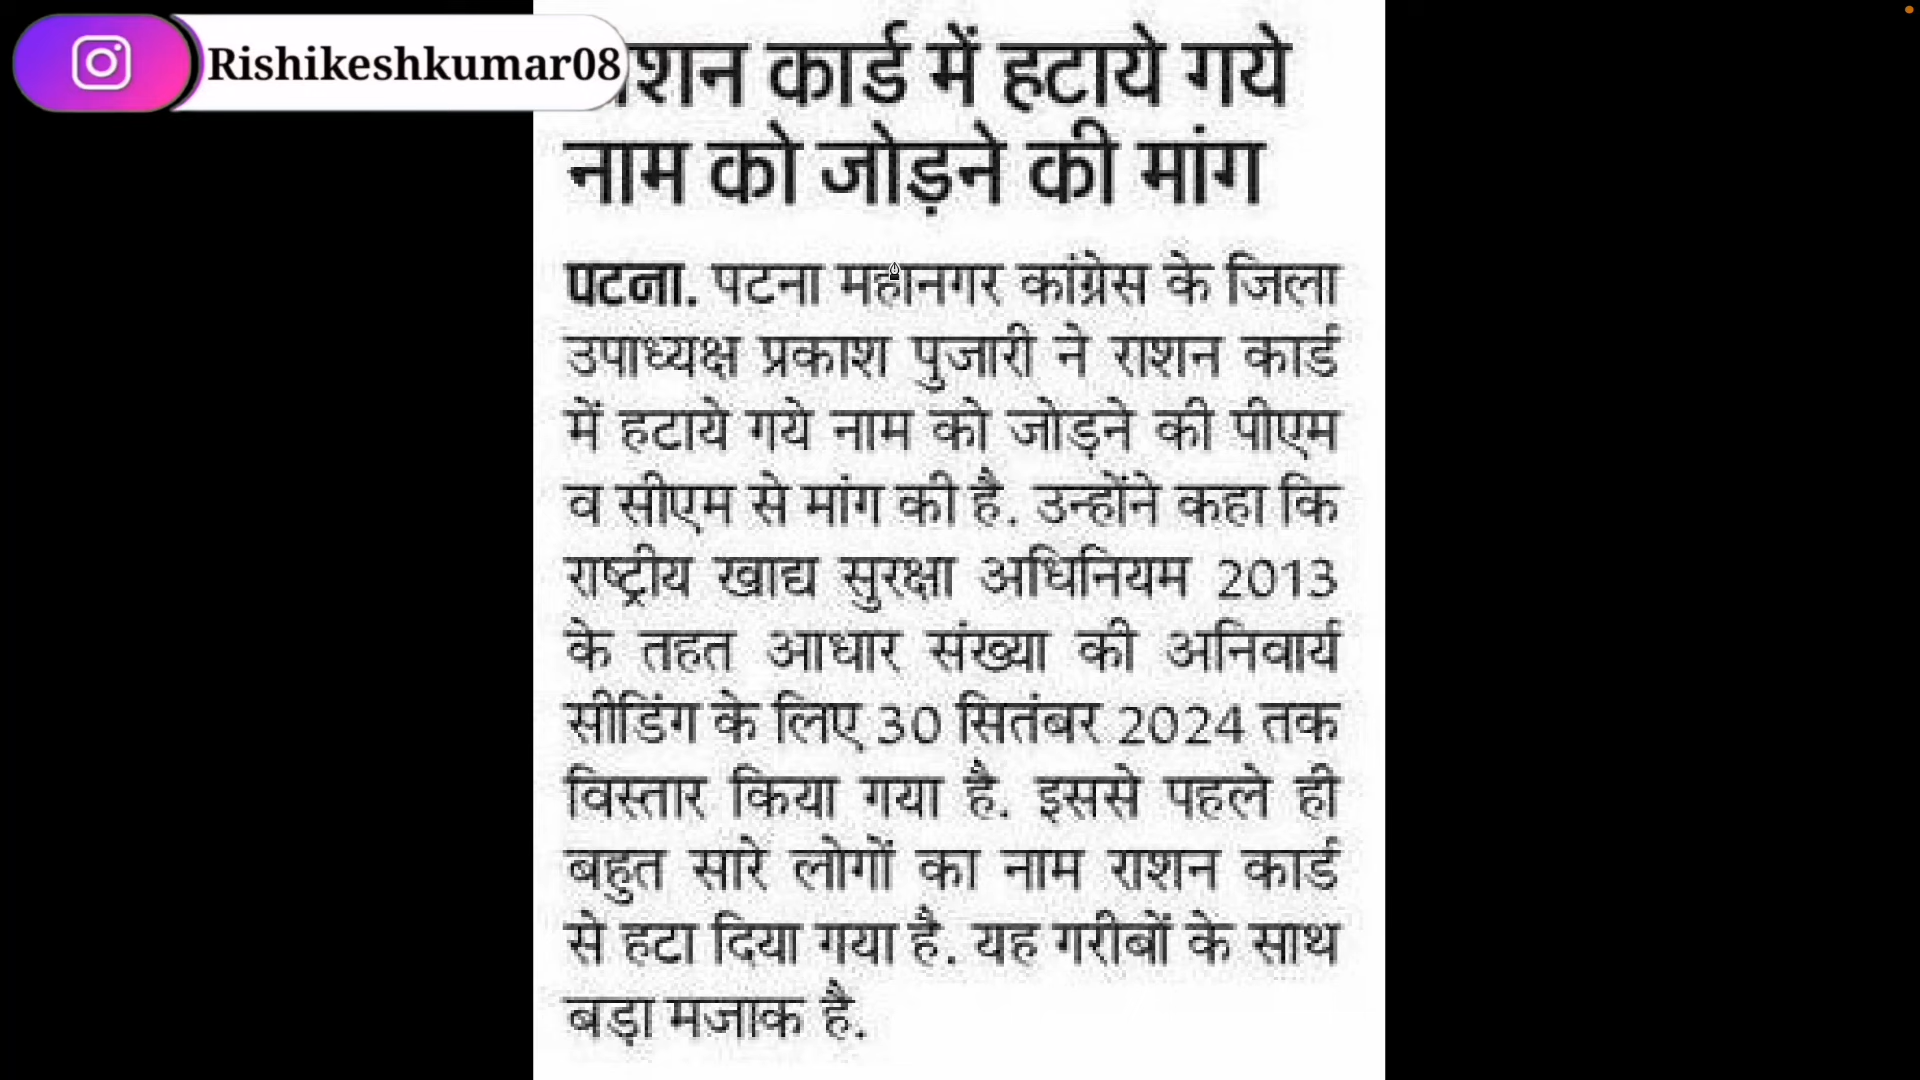 Rishikeshkumar08
शन कार्ड में हटाये गये
नाम को जोड़ने की मांग
पटना. पटना महानगर कांग्रेस के जिला
उपाध्यक्ष प्रकाश पुजारी ने राशन कार्ड
में हटाये गये नाम को जोड़ने की पीएम
व सीएम से मांग की है. उन्होंने कहा कि
राष्ट्रीय खाद्य सुरक्षा अधिनियम 2013
के तहत आधार संख्या की अनिवार्य
सीडिंग के लिए 30 सितंबर 2024 तक
विस्तार किया गया है. इससे पहले ही
बहुत सारे लोगों का नाम राशन कार्ड
से हटा दिया गया है. यह गरीबों के साथ
बड़ा मजाक है.